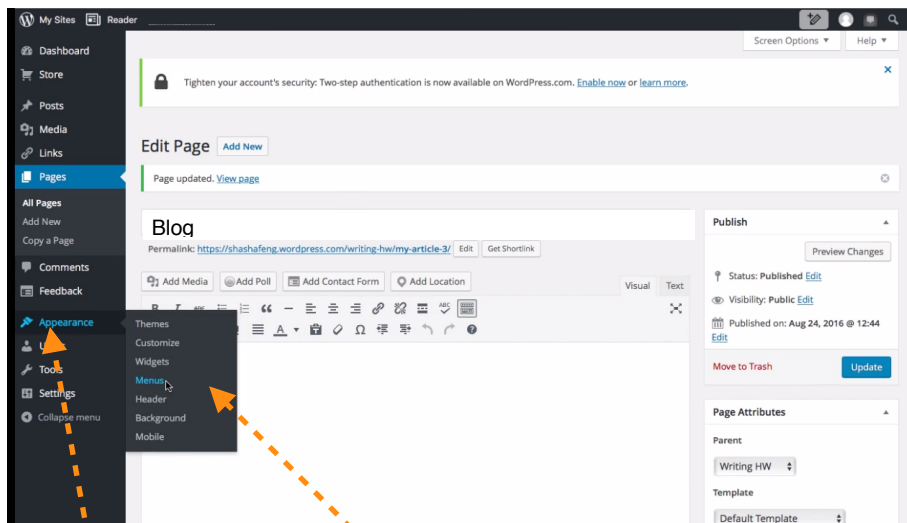 My Sites Reader
Screen Options Help
Dashboard
Store
Posts
Media
Links
Pages
All Pages
Add New
Copy a Page
Comments
Feedback
Appearance
Tools
Settings
Collapse menu
Themes
Customize
Widgets
Menus
Header
Background
Mobile
Tighten your account's security: Two-step authentication is now available on WordPress.com. Enable now or learn more.
Edit Page Add New
Page updated. View page
Blog
Permalink: https://shashafeng.wordpress.com/writing-hw/my-article-3/ Edit Get Shortlink
Add Media Add Poll Add Contact Form Add Location
Visual Text
Publish
Preview Changes
Status: Published Edit
Visibility: Public Edit
Published on: Aug 24, 2016 @ 12:44
Edit
Move to Trash Update
Page Attributes
Parent
Writing HW
Template
Default Template